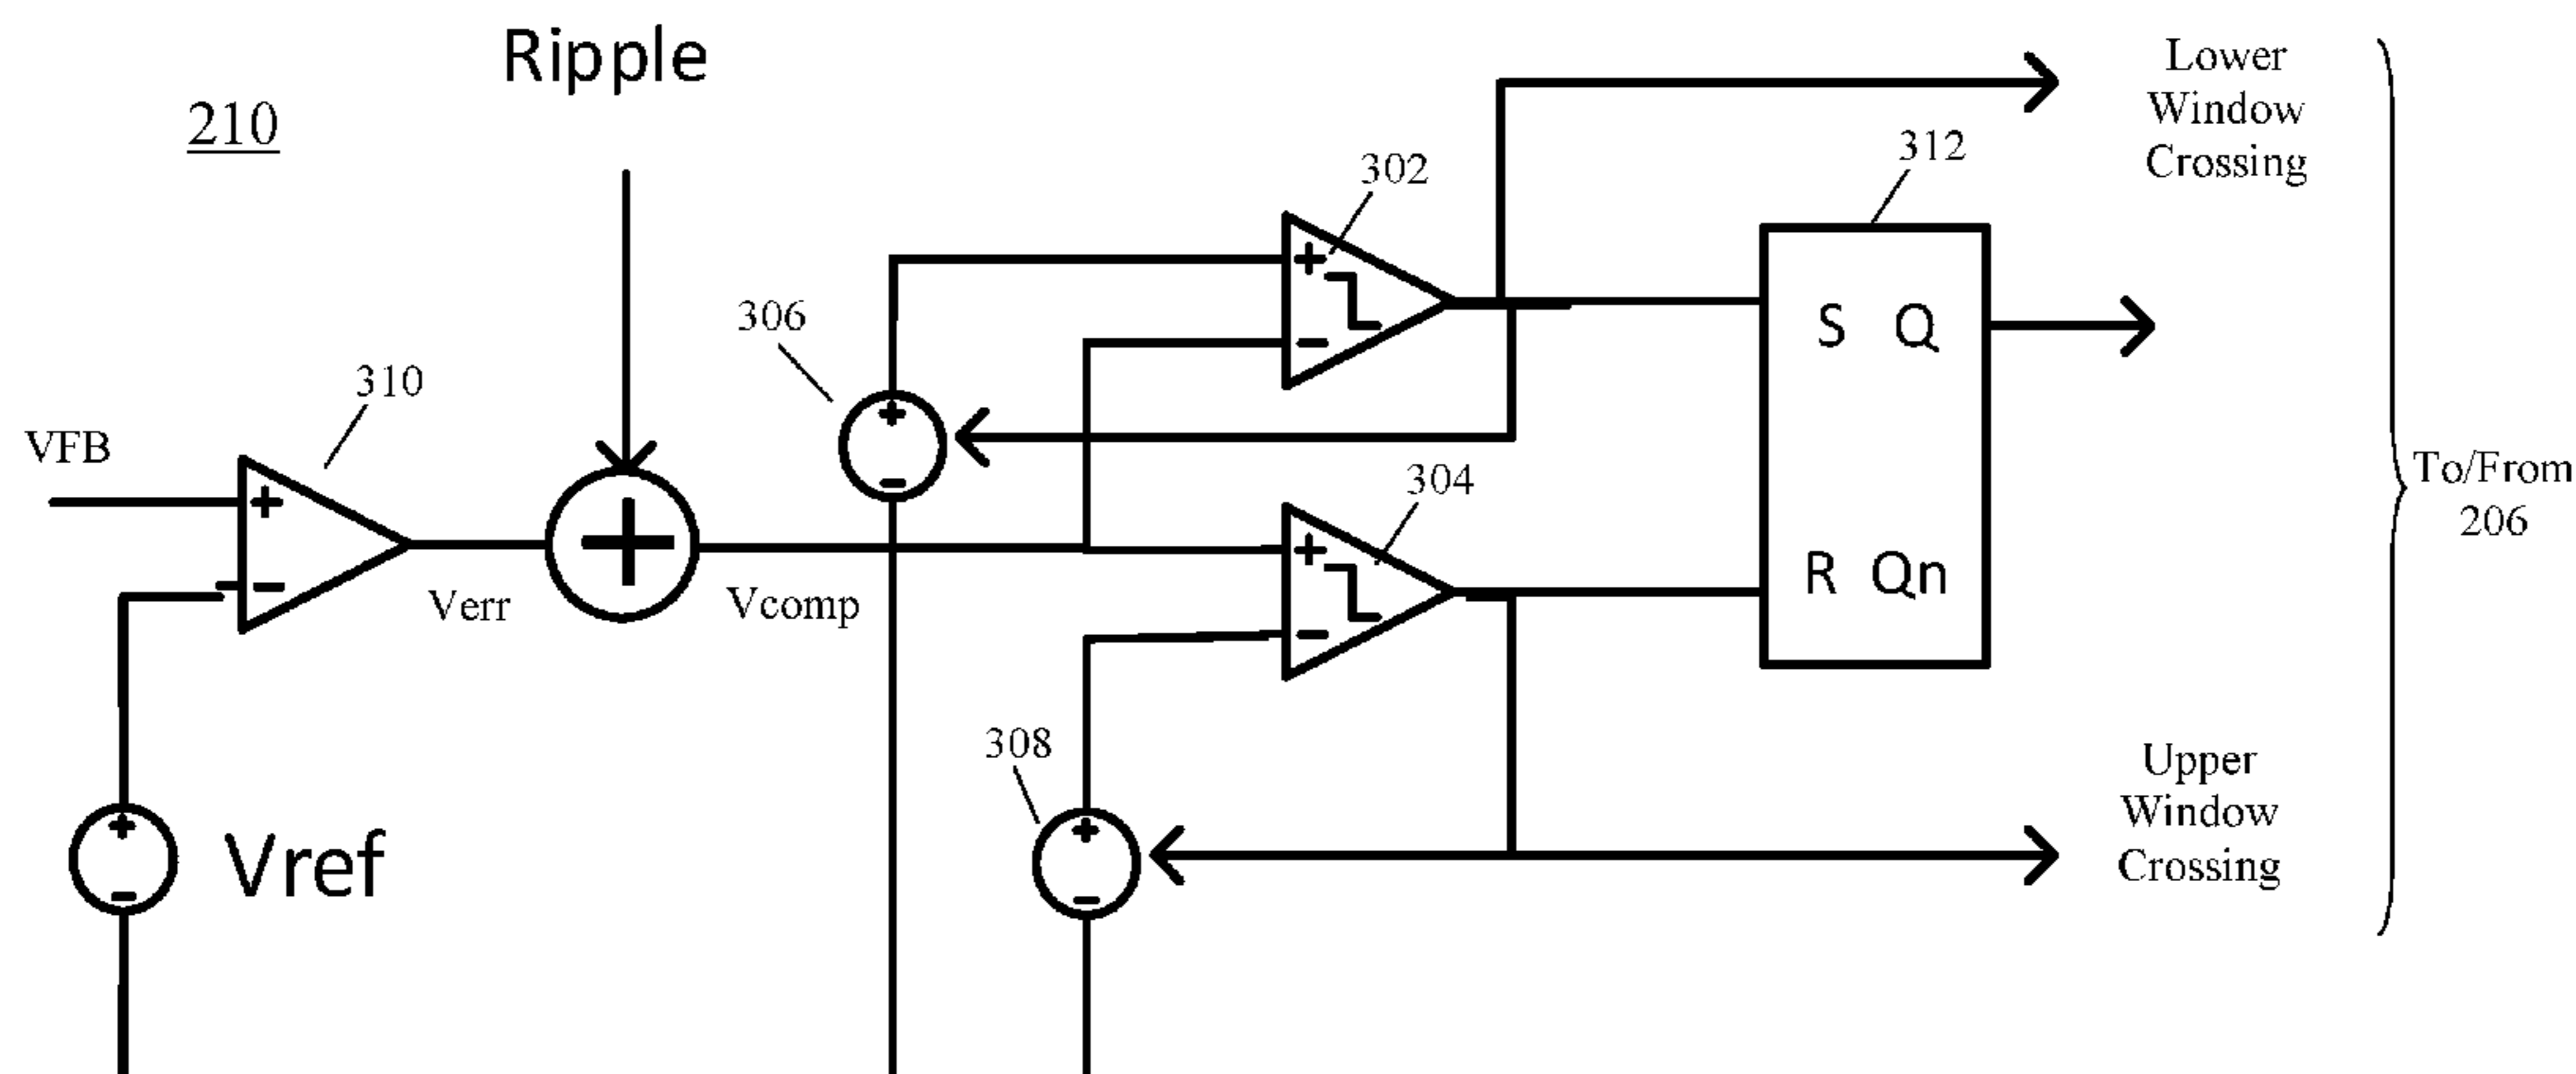 Ripple
210
Lower
Window
Crossing
312
302
306
310
VFB
+
-
+
Verr
Vcomp
+
-
+
-
S Q
R Qn
304
+
-
To/From
206
308
+
-
Upper
Window
Crossing
+
-
Vref